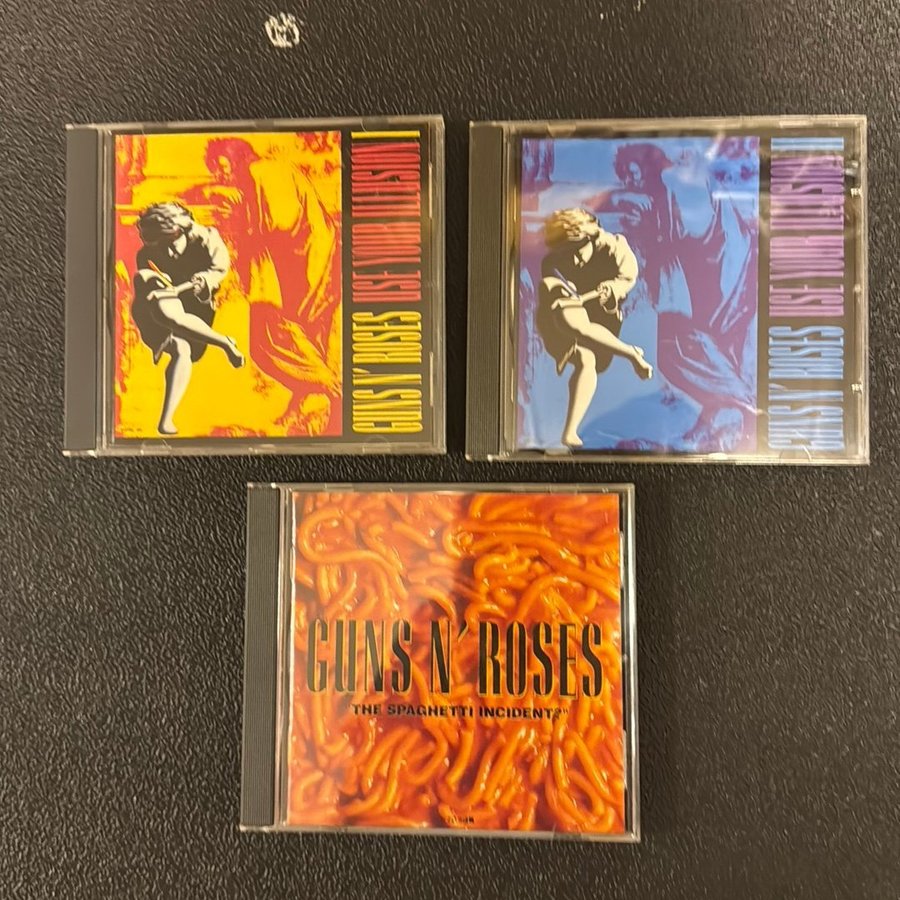 GUNS N' ROSES USE YOUR ILLUSION I
GUNS N' ROSES USE YOUR ILLUSION II
GUNS N' ROSES
"THE SPAGHETTI INCIDENT?"